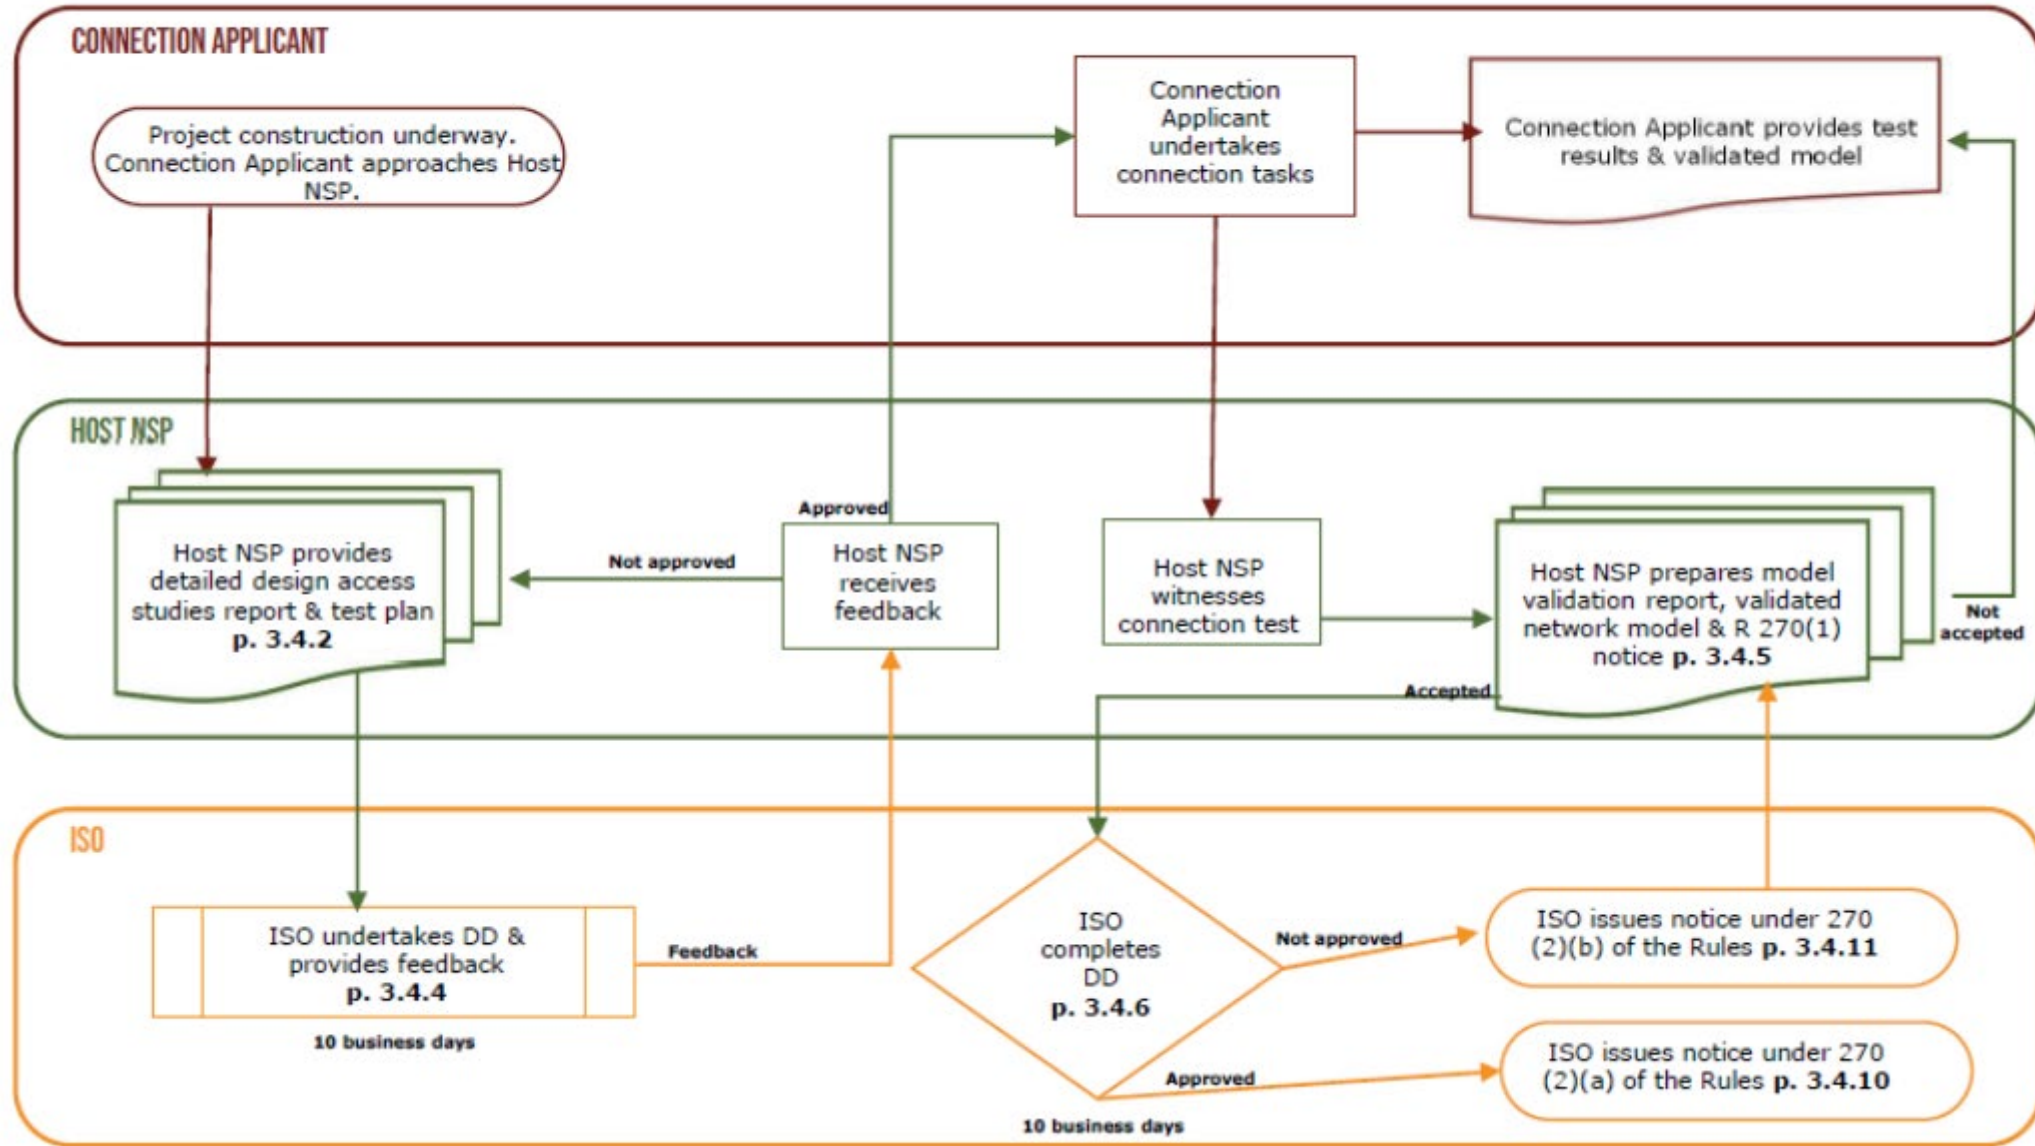 CONNECTION APPLICANT
Project construction underway.
Connection Applicant approaches Host
NSP.
Connection
Applicant
undertakes
connection tasks
Connection Applicant provides test
results & validated model
HOST NSP
Host NSP provides
detailed design access
studies report & test plan
p. 3.4.2
Not approved
Approved
Host NSP
receives
feedback
Host NSP
witnesses
connection test
Host NSP prepares model
validation report, validated
network model & R 270(1)
notice p. 3.4.5
Not
accepted
Accepted
ISO
ISO undertakes DD &
provides feedback
p. 3.4.4
10 business days
Feedback
ISO
completes
DD
p. 3.4.6
10 business days
Not approved
ISO issues notice under 270
(2)(b) of the Rules p. 3.4.11
Approved
ISO issues notice under 270
(2)(a) of the Rules p. 3.4.10